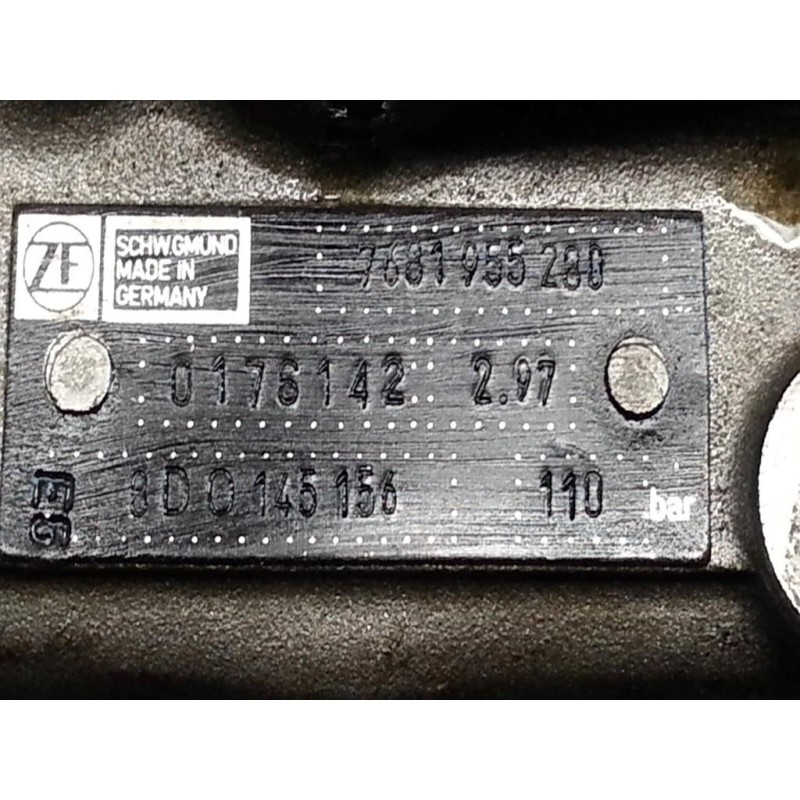 ZF
SCHW.GMÜND
MADE IN
GERMANY
7681 955 280
0176142 2.97
8D0 145 156 110 bar